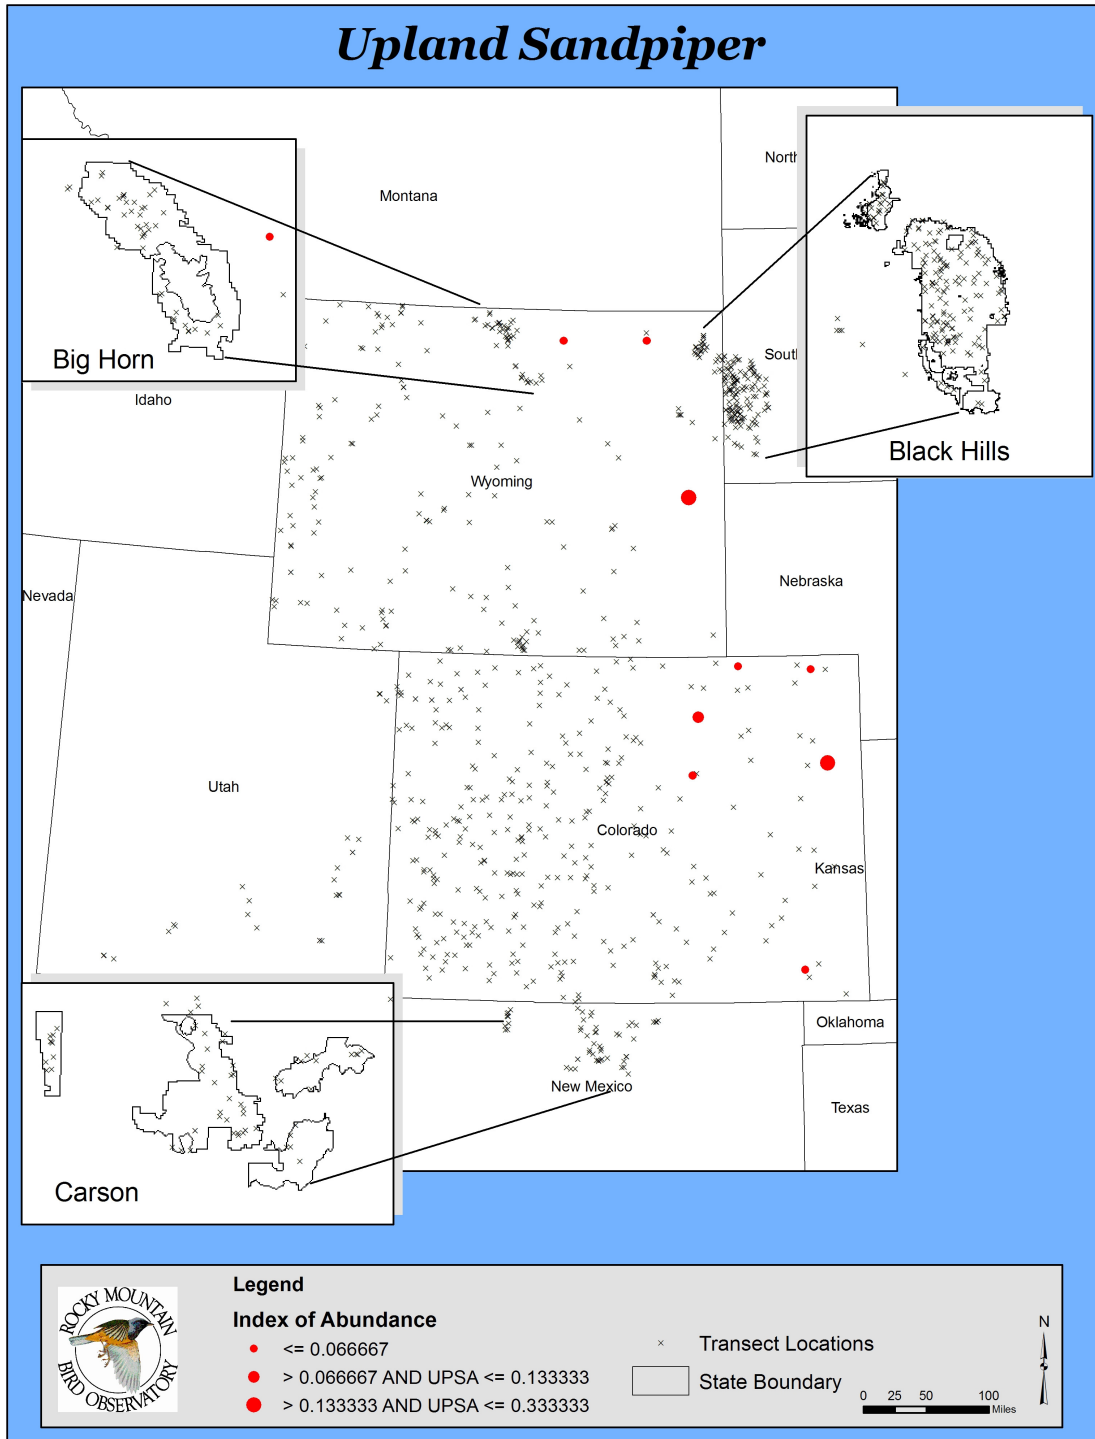 Upland Sandpiper
Montana
North
Big Horn
Idaho
South
Black Hills
Wyoming
Nebraska
Nevada
Utah
Colorado
Kansas
Oklahoma
New Mexico
Texas
Carson
ROCKY MOUNTAIN
BIRD OBSERVATORY
Legend
Index of Abundance
<= 0.066667
> 0.066667 AND UPSA <= 0.133333
> 0.133333 AND UPSA <= 0.333333
Transect Locations
State Boundary
N
0 25 50 100
Miles